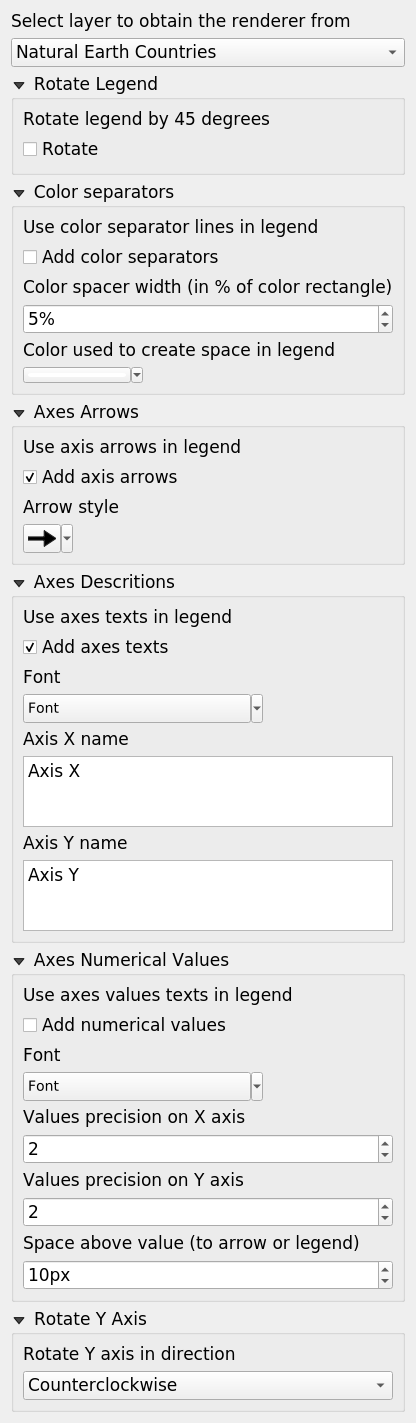 Select layer to obtain the renderer from
Natural Earth Countries
Rotate Legend
Rotate legend by 45 degrees
Rotate
Color separators
Use color separator lines in legend
Add color separators
Color spacer width (in % of color rectangle)
5%
Color used to create space in legend
Axes Arrows
Use axis arrows in legend
Add axis arrows
Arrow style
Axes Descritions
Use axes texts in legend
Add axes texts
Font
Font
Axis X name
Axis X
Axis Y name
Axis Y
Axes Numerical Values
Use axes values texts in legend
Add numerical values
Font
Font
Values precision on X axis
2
Values precision on Y axis
2
Space above value (to arrow or legend)
10px
Rotate Y Axis
Rotate Y axis in direction
Counterclockwise